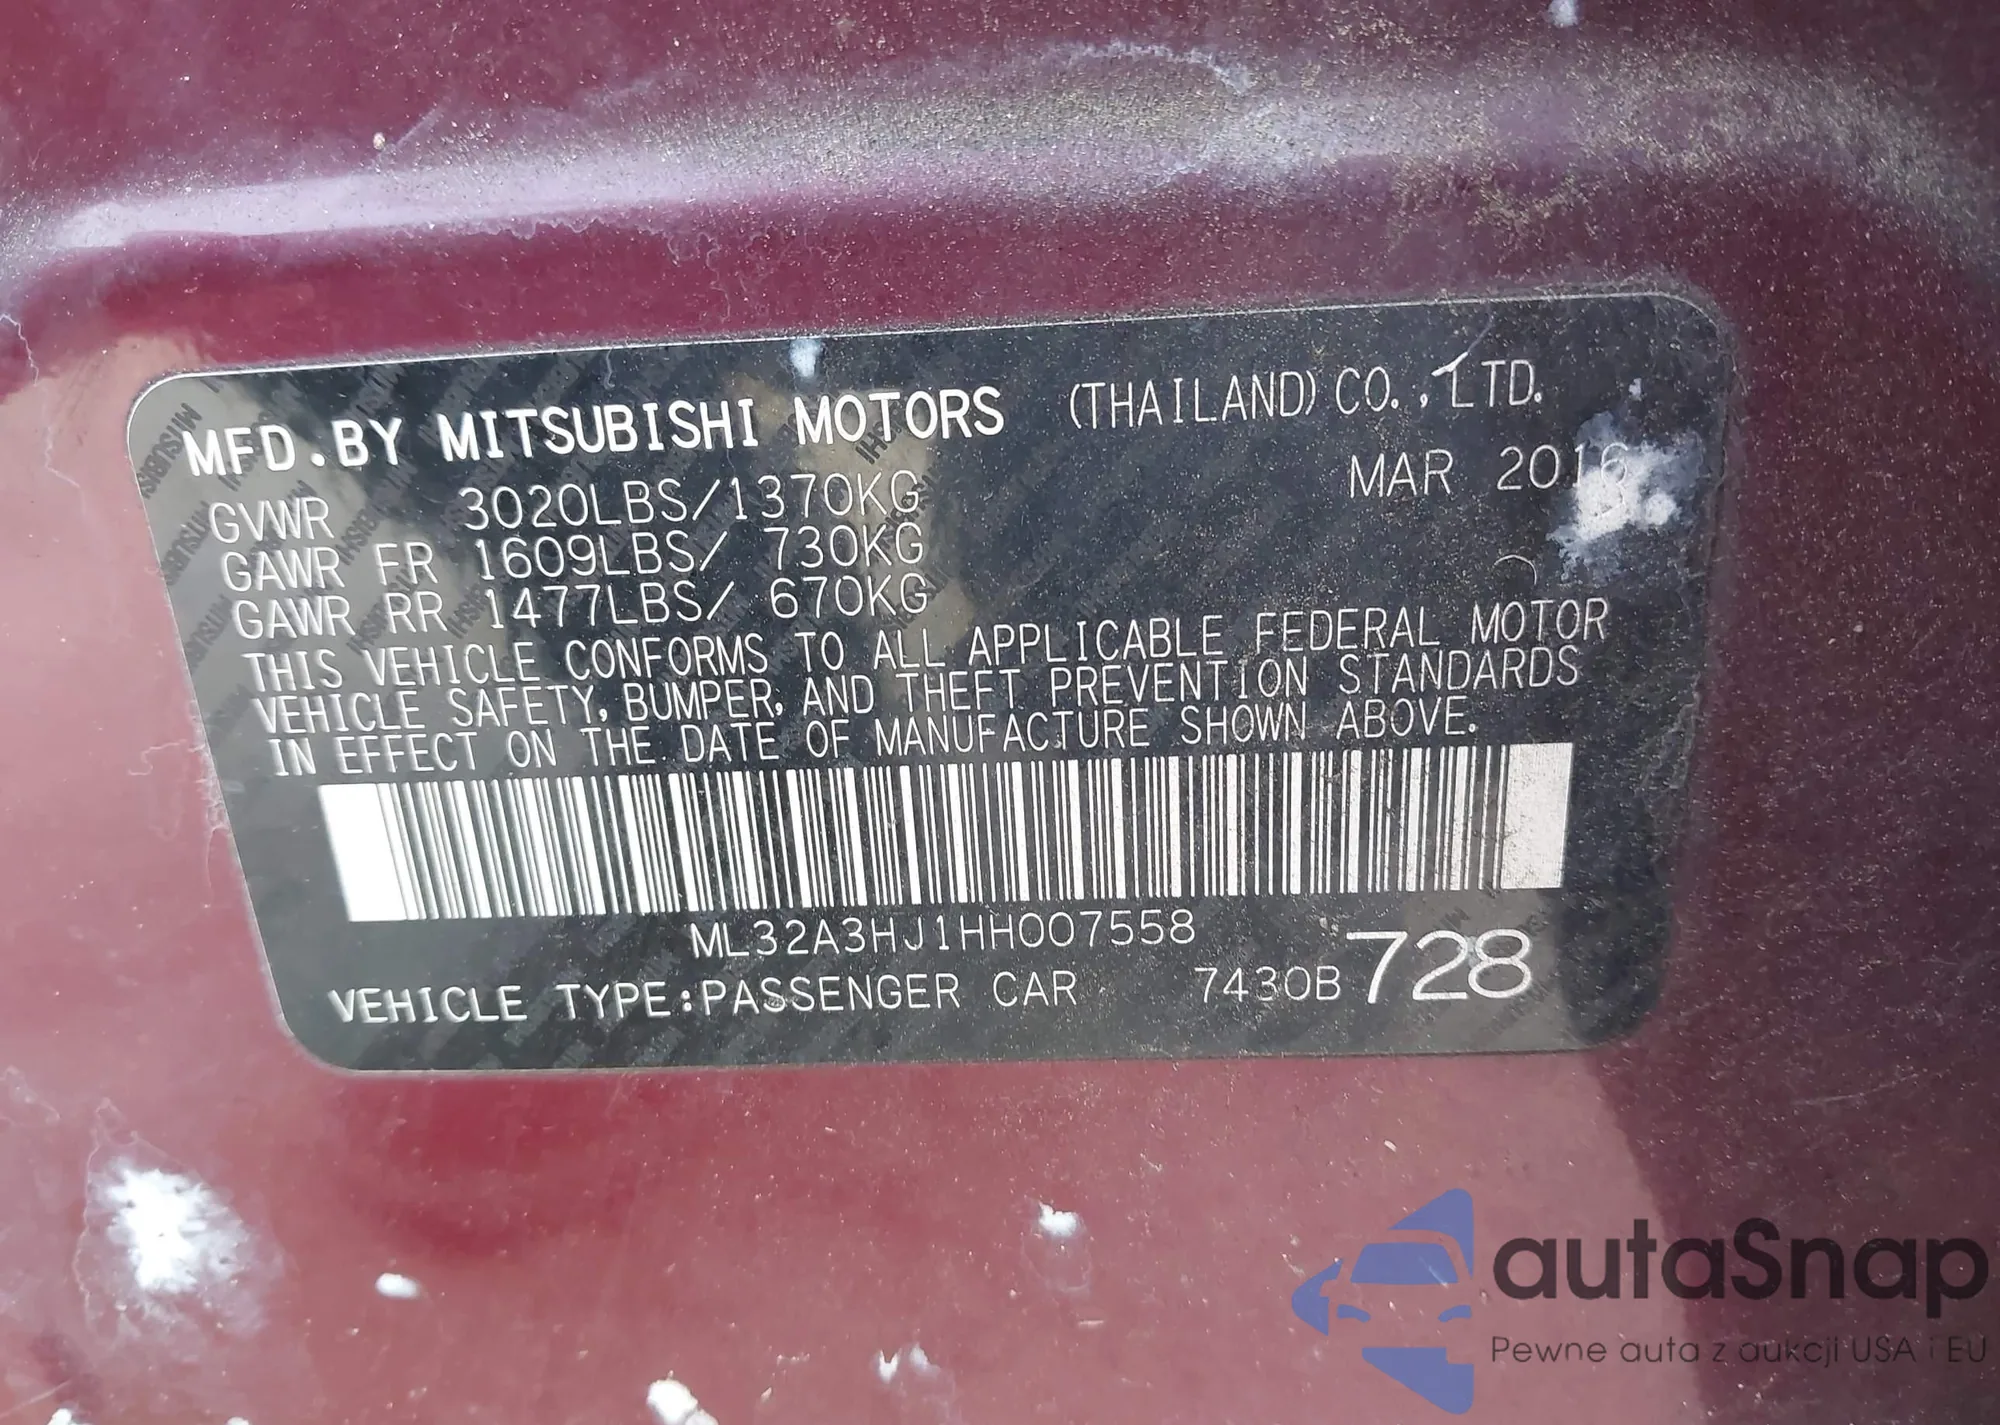 MFD.BY MITSUBISHI MOTORS (THAILAND) CO., LTD.
MAR 2016
GVWR 3020LBS/1370KG
GAWR FR 1609LBS/ 730KG
GAWR RR 1477LBS/ 670KG
THIS VEHICLE CONFORMS TO ALL APPLICABLE FEDERAL MOTOR
VEHICLE SAFETY, BUMPER, AND THEFT PREVENTION STANDARDS
IN EFFECT ON THE DATE OF MANUFACTURE SHOWN ABOVE.
ML32A3HJ1HH007558
VEHICLE TYPE:PASSENGER CAR 7430B728
autaSnap
Pewne auta z aukcji USA i EU